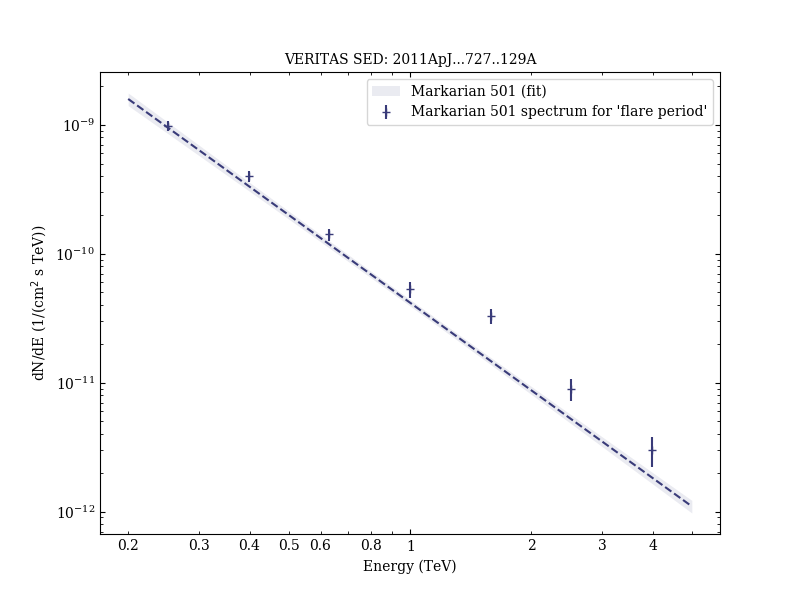 VERITAS SED: 2011ApJ...727..129A
Markarian 501 (fit)
Markarian 501 spectrum for 'flare period'
10⁻⁹
10⁻¹⁰
10⁻¹¹
10⁻¹²
dN/dE (1/(cm² s TeV))
0.2 0.3 0.4 0.5 0.6 0.8 1 2 3 4
Energy (TeV)